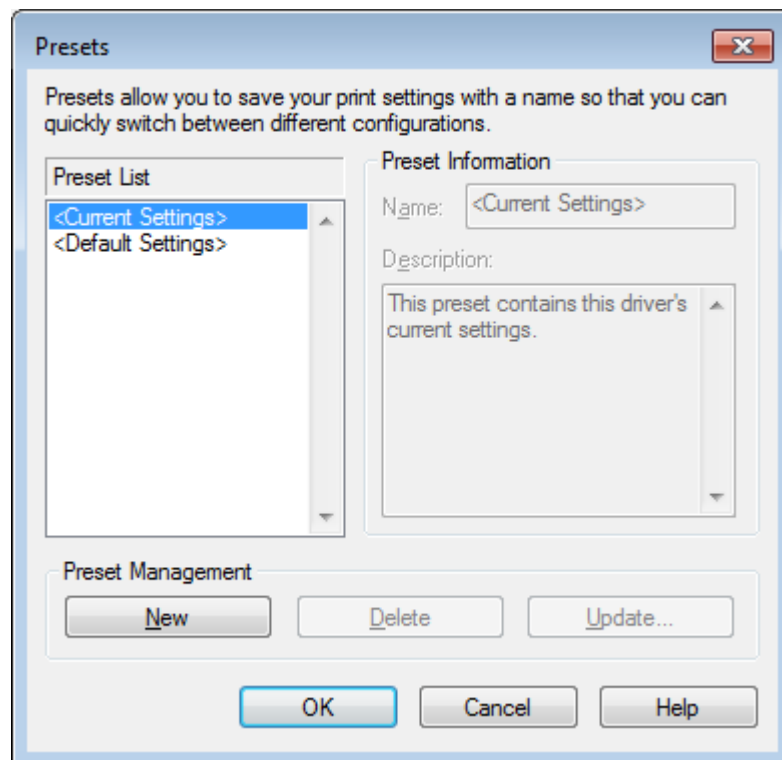 Presets
Presets allow you to save your print settings with a name so that you can
quickly switch between different configurations.
Preset List
<Current Settings>
<Default Settings>
Preset Information
Name:
<Current Settings>
Description:
This preset contains this driver's
current settings.
Preset Management
New
Delete
Update...
OK
Cancel
Help